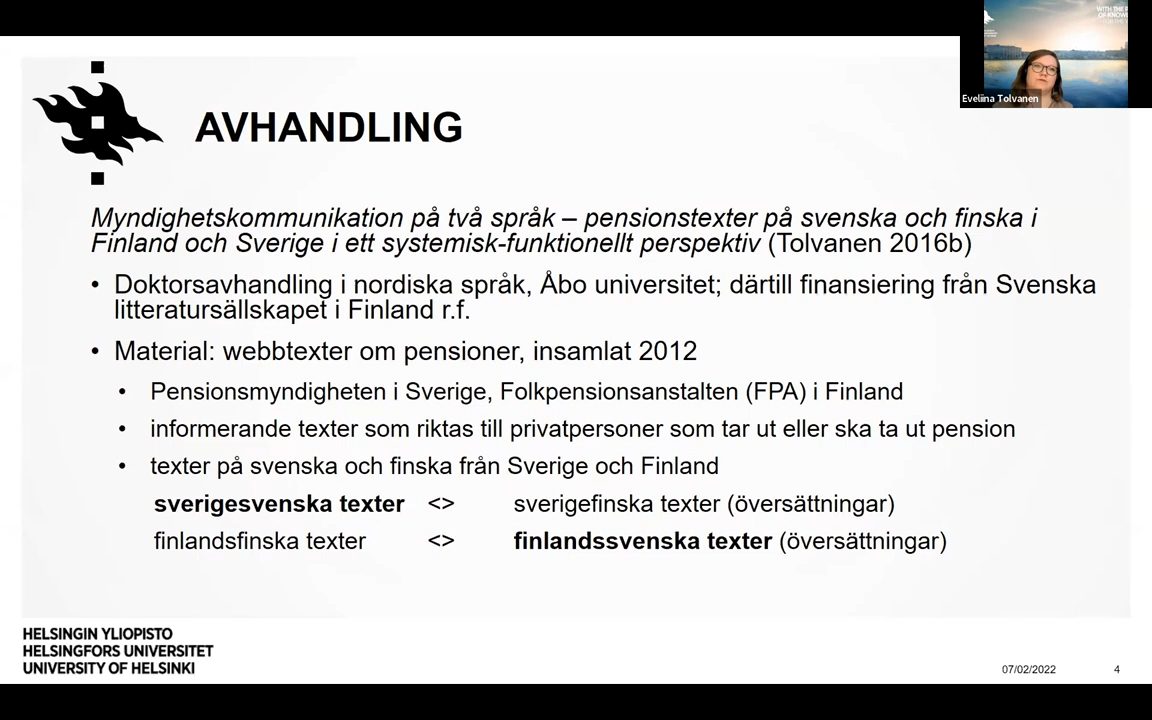 WITH THE
OF KNOW
Eveliina Tolvanen
AVHANDLING
Myndighetskommunikation på två språk – pensionstexter på svenska och finska i
Finland och Sverige i ett systemisk-funktionellt perspektiv (Tolvanen 2016b)
• Doktorsavhandling i nordiska språk, Åbo universitet; därtill finansiering från Svenska
litteratursällskapet i Finland r.f.
• Material: webbtexter om pensioner, insamlat 2012
• Pensionsmyndigheten i Sverige, Folkpensionsanstalten (FPA) i Finland
• informerande texter som riktas till privatpersoner som tar ut eller ska ta ut pension
• texter på svenska och finska från Sverige och Finland
sverigesvenska texter <> sverigefinska texter (översättningar)
finlandsfinska texter <> finlandssvenska texter (översättningar)
HELSINGIN YLIOPISTO
HELSINGFORS UNIVERSITET
UNIVERSITY OF HELSINKI
07/02/2022 4